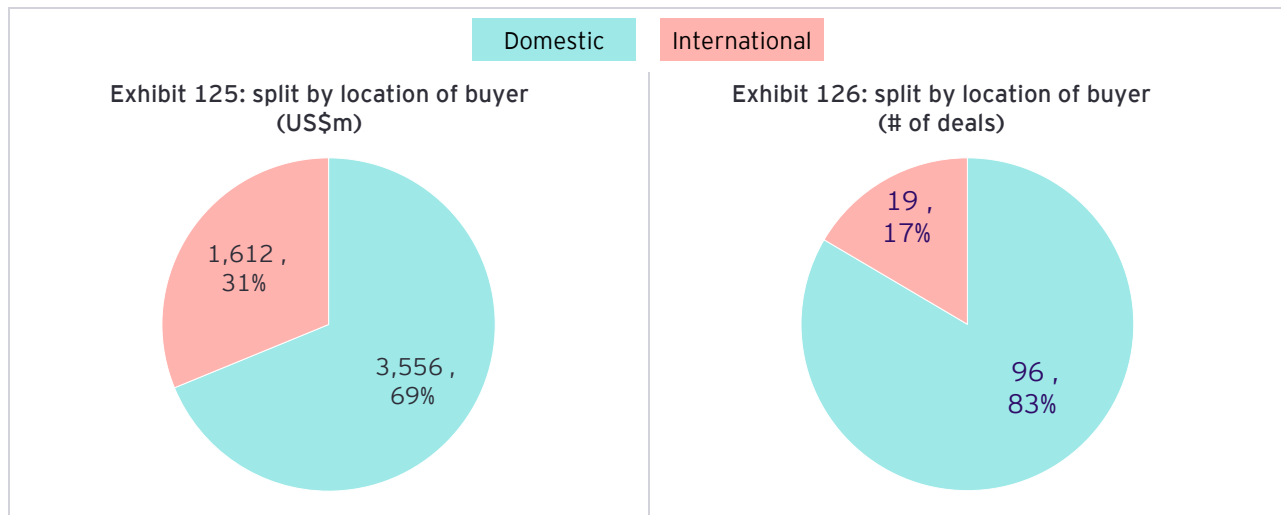 Domestic
International
Exhibit 125: split by location of buyer
(US$m)
1,612 ,
31%
3,556 ,
69%
Exhibit 126: split by location of buyer
(# of deals)
19 ,
17%
96 ,
83%